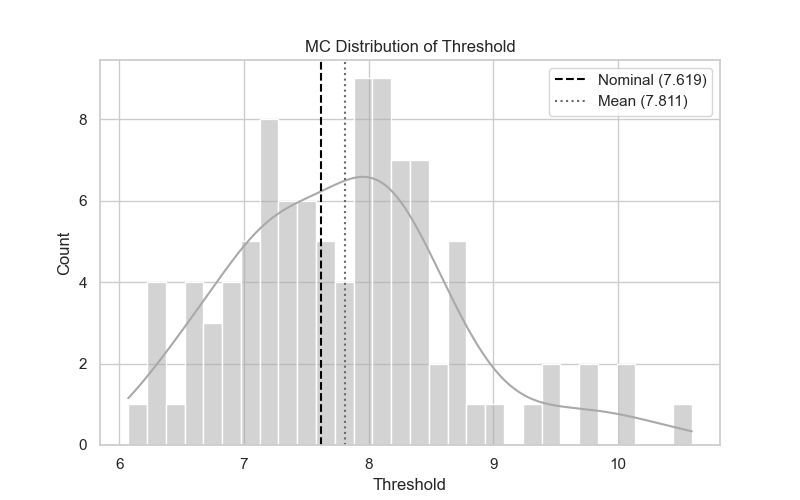 MC Distribution of Threshold
Nominal (7.619)
Mean (7.811)
Count
8
6
4
2
0
6
7
8
9
10
Threshold